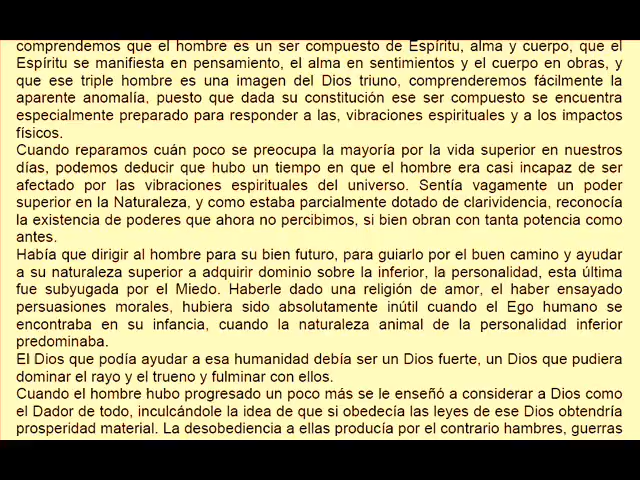 comprendemos que el hombre es un ser compuesto de Espíritu, alma y cuerpo, que el
Espíritu se manifiesta en pensamiento, el alma en sentimientos y el cuerpo en obras, y
que ese triple hombre es una imagen del Dios triuno, comprenderemos fácilmente la
aparente anomalía, puesto que dada su constitución ese ser compuesto se encuentra
especialmente preparado para responder a las, vibraciones espirituales y a los impactos
físicos.
Cuando reparamos cuán poco se preocupa la mayoría por la vida superior en nuestros
días, podemos deducir que hubo un tiempo en que el hombre era casi incapaz de ser
afectado por las vibraciones espirituales del universo. Sentía vagamente un poder
superior en la Naturaleza, y como estaba parcialmente dotado de clarividencia, reconocía
la existencia de poderes que ahora no percibimos, si bien obran con tanta potencia como
antes.
Había que dirigir al hombre para su bien futuro, para guiarlo por el buen camino y ayudar
a su naturaleza superior a adquirir dominio sobre la inferior, la personalidad, esta última
fue subyugada por el Miedo. Haberle dado una religión de amor, el haber ensayado
persuasiones morales, hubiera sido absolutamente inútil cuando el Ego humano se
encontraba en su infancia, cuando la naturaleza animal de la personalidad inferior
predominaba.
El Dios que podía ayudar a esa humanidad debía ser un Dios fuerte, un Dios que pudiera
dominar el rayo y el trueno y fulminar con ellos.
Cuando el hombre hubo progresado un poco más se le enseñó a considerar a Dios como
el Dador de todo, inculcándole la idea de que si obedecía las leyes de ese Dios obtendría
prosperidad material. La desobediencia a ellas producía por el contrario hambres, guerras